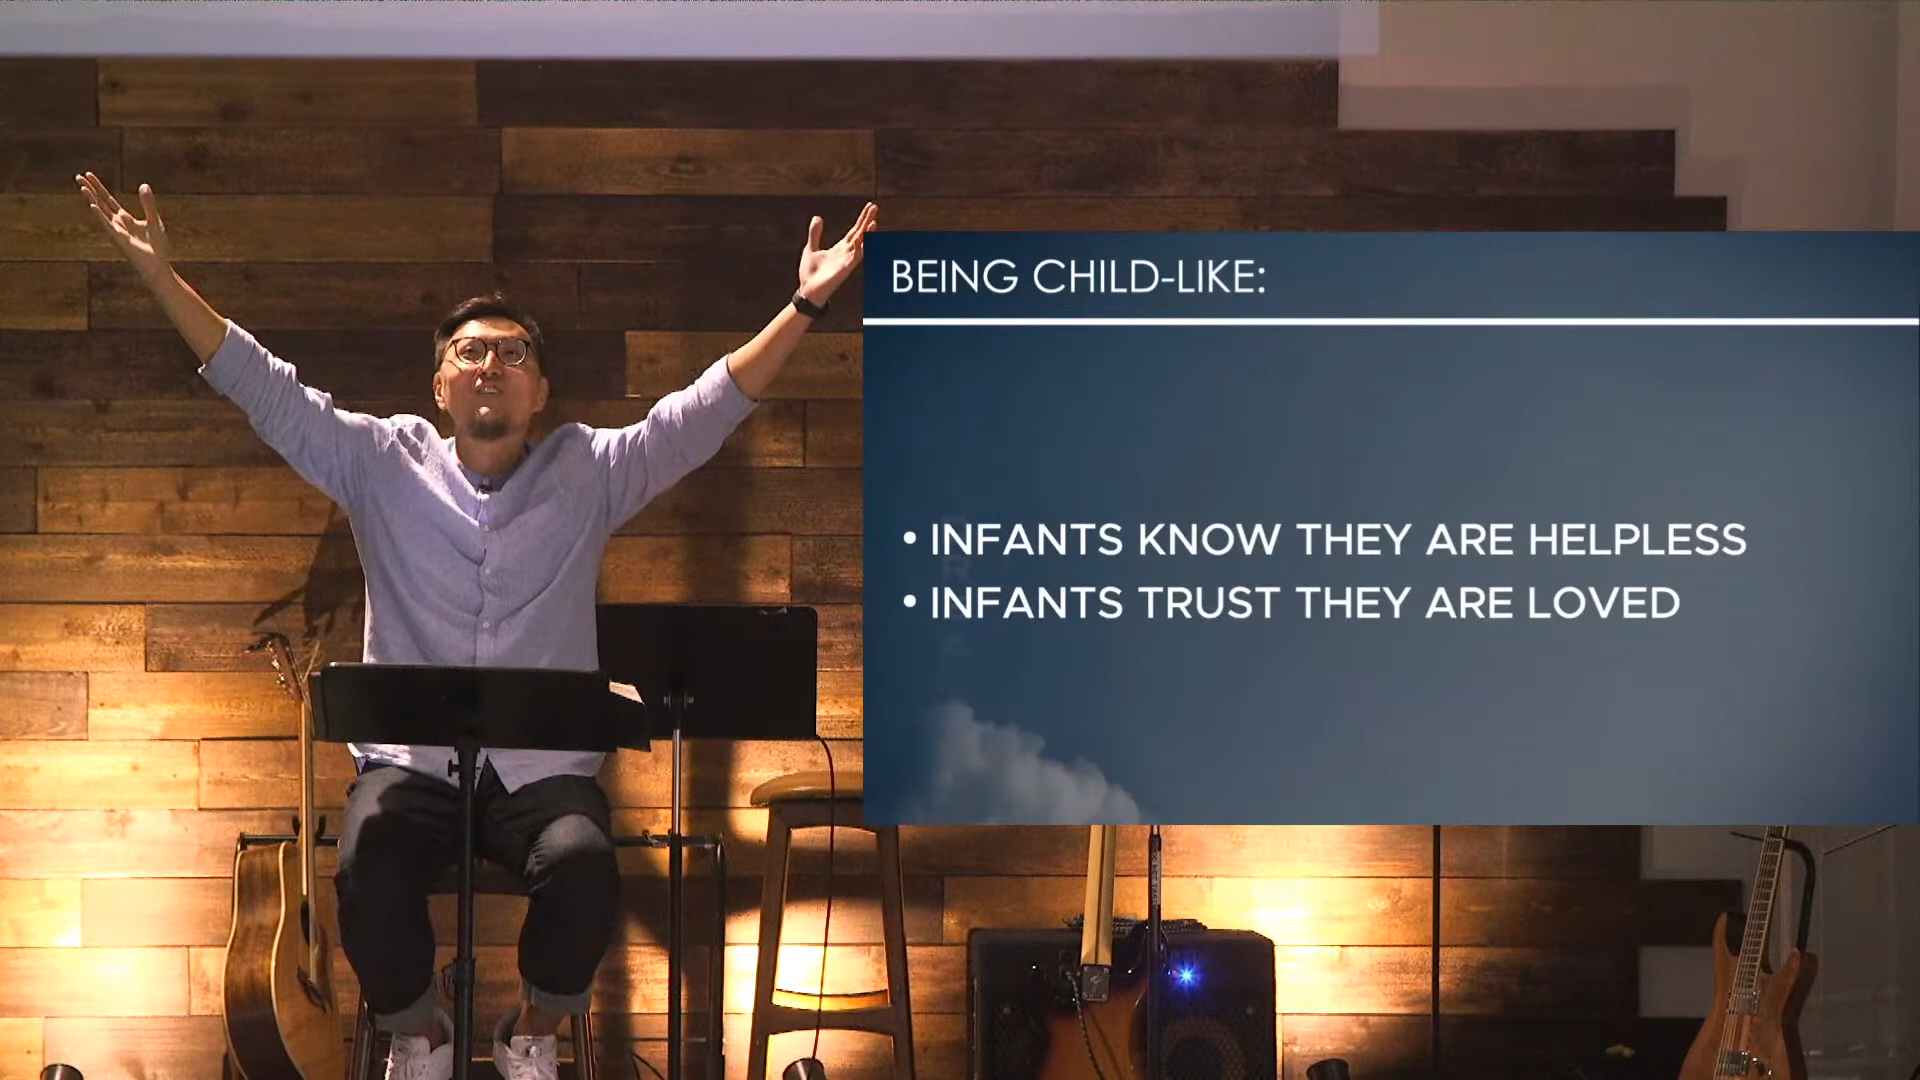 BEING CHILD-LIKE:
• INFANTS KNOW THEY ARE HELPLESS
• INFANTS TRUST THEY ARE LOVED